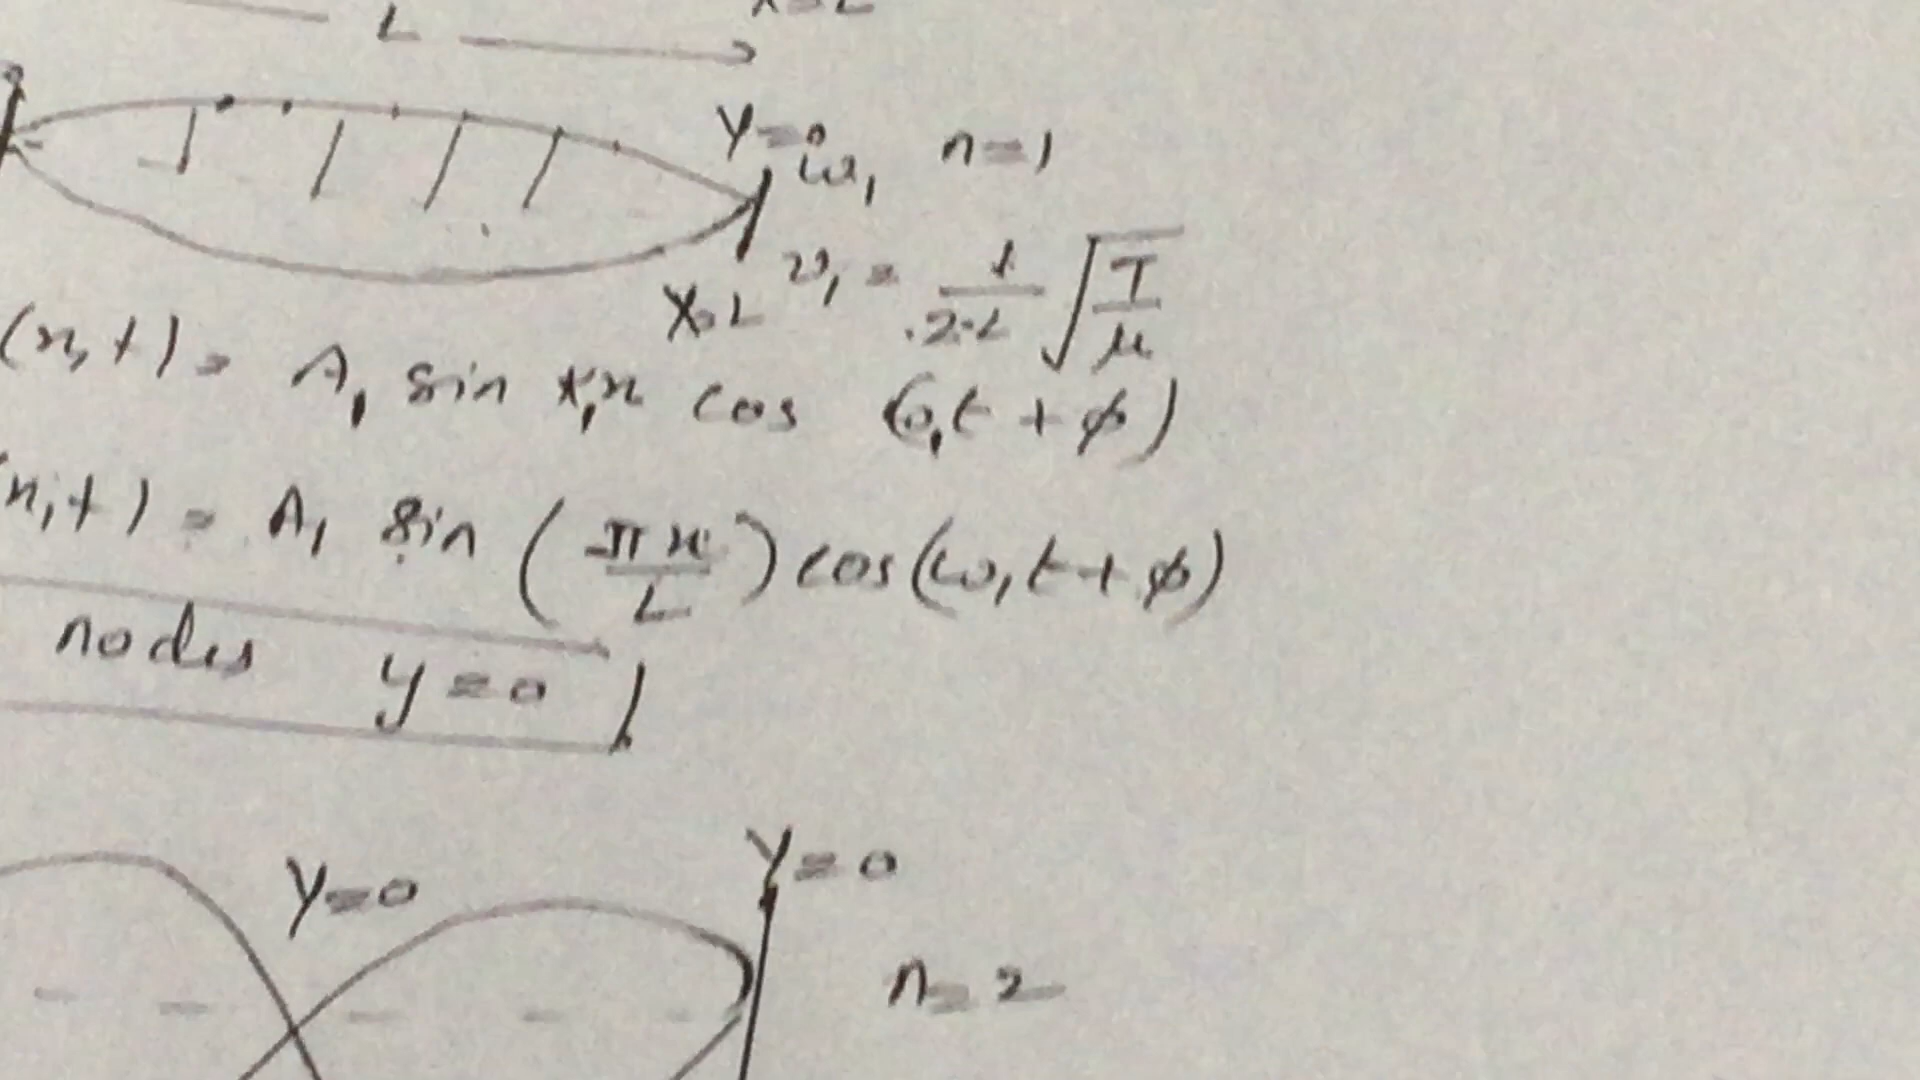 x=L
L
y=0
ω₁ n=1
x=L ν₁ = 1/2·L √(T/μ)
(x,t) = A₁ sin k₁x cos (ω₁t + φ)
(x,t) = A₁ sin (πx/L) cos(ω₁t + φ)
nodes y=0
y=0 y=0
n=2